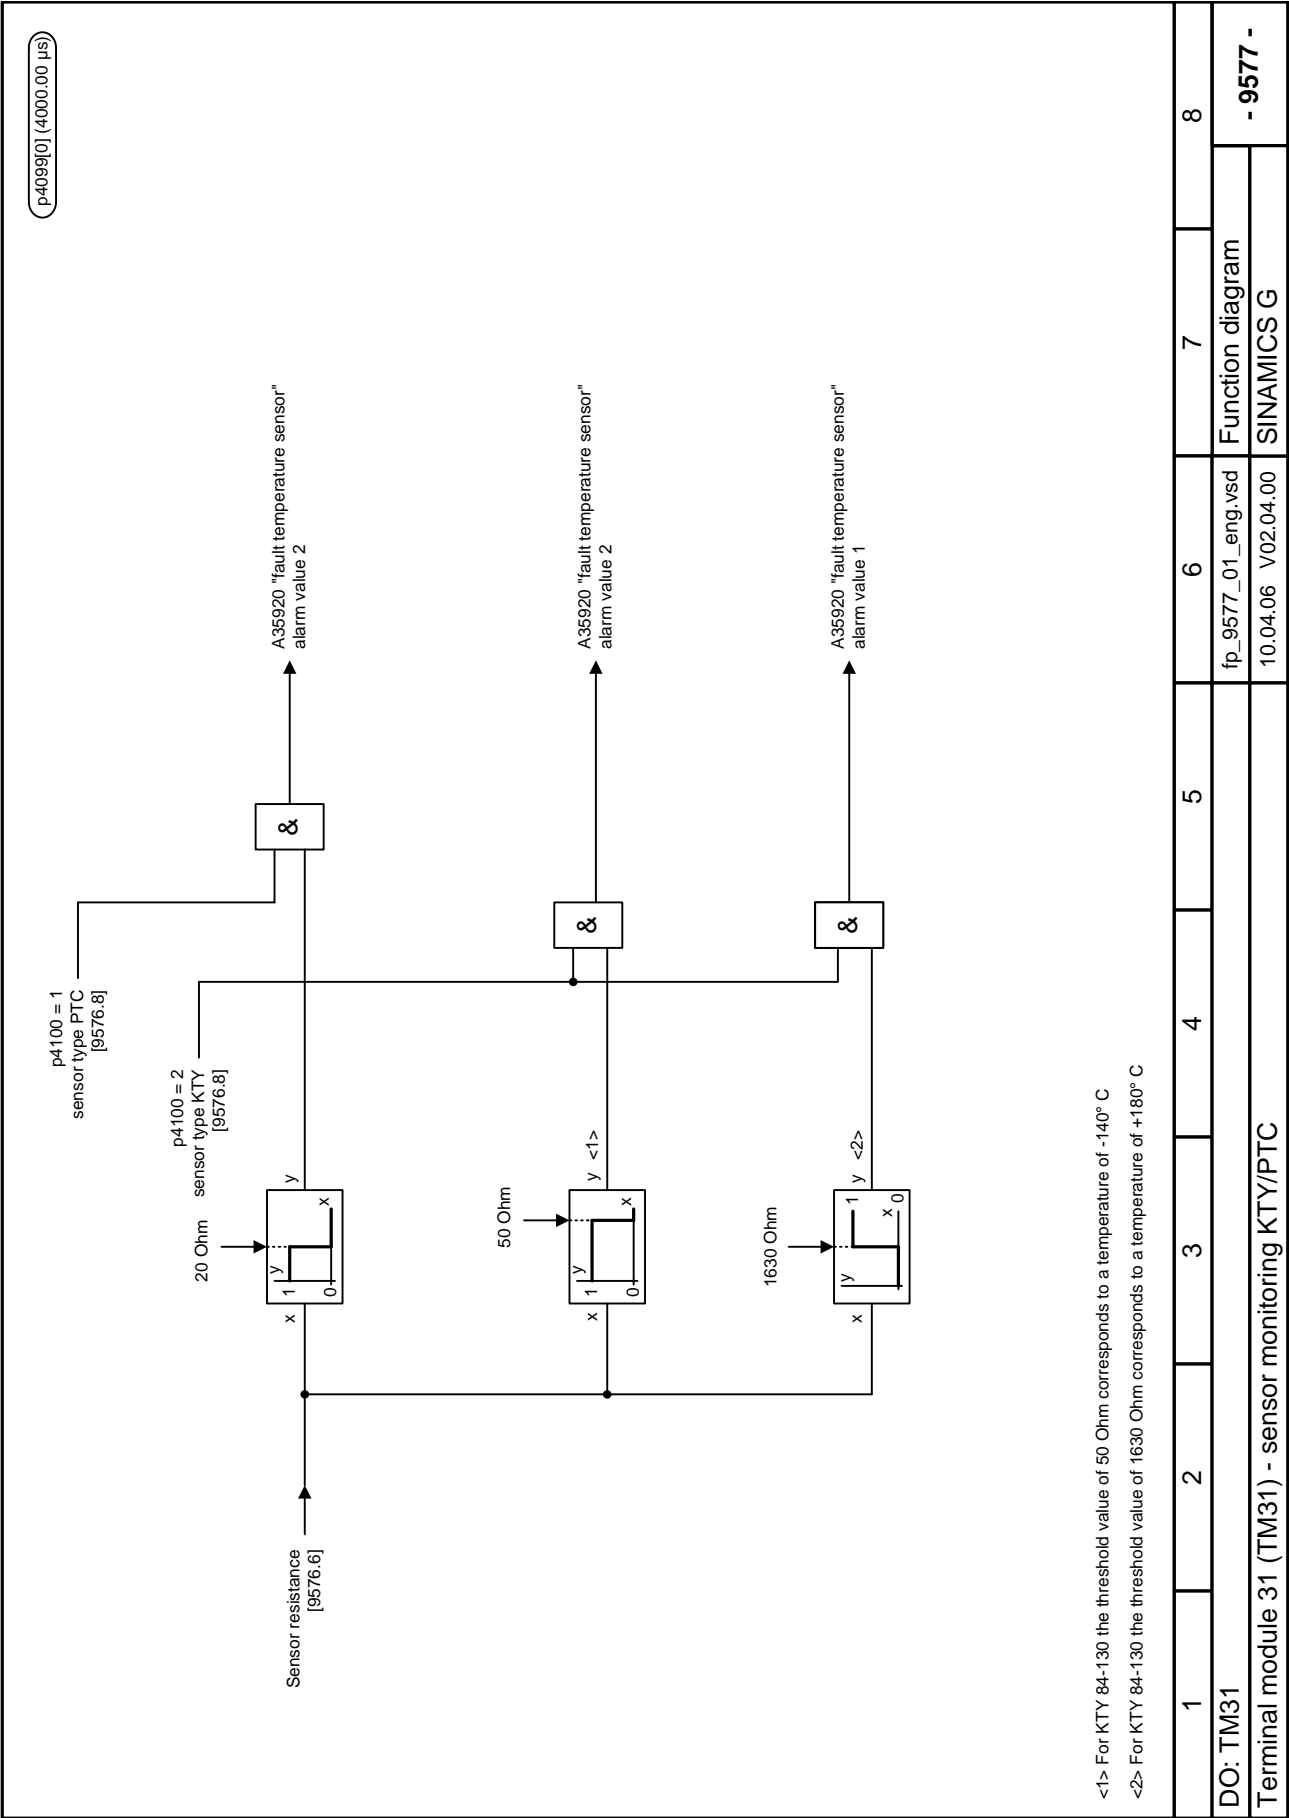 p4099[0] (4000.00 µs)
p4100 = 1
sensor type PTC
[9576.8]
p4100 = 2
sensor type KTY
[9576.8]
20 Ohm
x
1
y
0
x
y
&
A35920 "fault temperature sensor"
alarm value 2
Sensor resistance
[9576.6]
50 Ohm
x
1
y
0
x
y <1>
&
A35920 "fault temperature sensor"
alarm value 2
1630 Ohm
x
y
1
x
0
y <2>
&
A35920 "fault temperature sensor"
alarm value 1
<1> For KTY 84-130 the threshold value of 50 Ohm corresponds to a temperature of -140° C
<2> For KTY 84-130 the threshold value of 1630 Ohm corresponds to a temperature of +180° C
1 2 3 4 5 6 7 8
DO: TM31 fp_9577_01_eng.vsd Function diagram - 9577 -
Terminal module 31 (TM31) - sensor monitoring KTY/PTC 10.04.06 V02.04.00 SINAMICS G